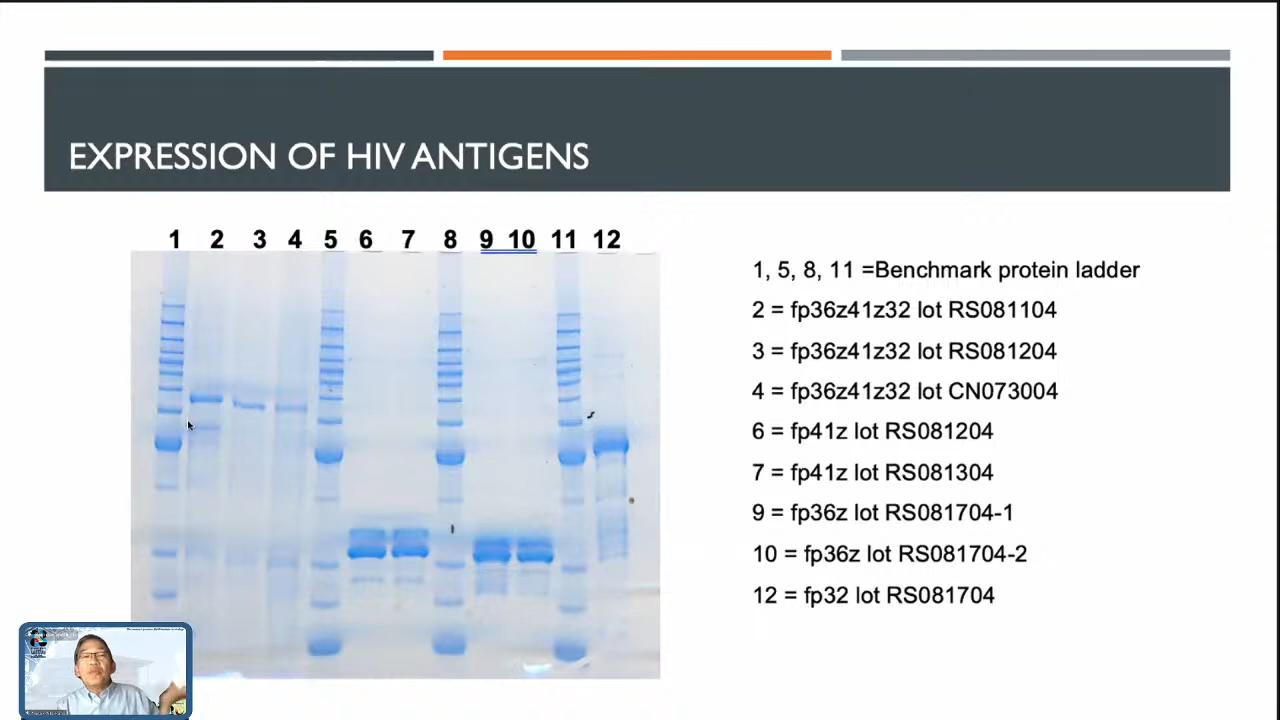 EXPRESSION OF HIV ANTIGENS
1 2 3 4 5 6 7 8 9 10 11 12
1, 5, 8, 11 =Benchmark protein ladder
2 = fp36z41z32 lot RS081104
3 = fp36z41z32 lot RS081204
4 = fp36z41z32 lot CN073004
6 = fp41z lot RS081204
7 = fp41z lot RS081304
9 = fp36z lot RS081704-1
10 = fp36z lot RS081704-2
12 = fp32 lot RS081704